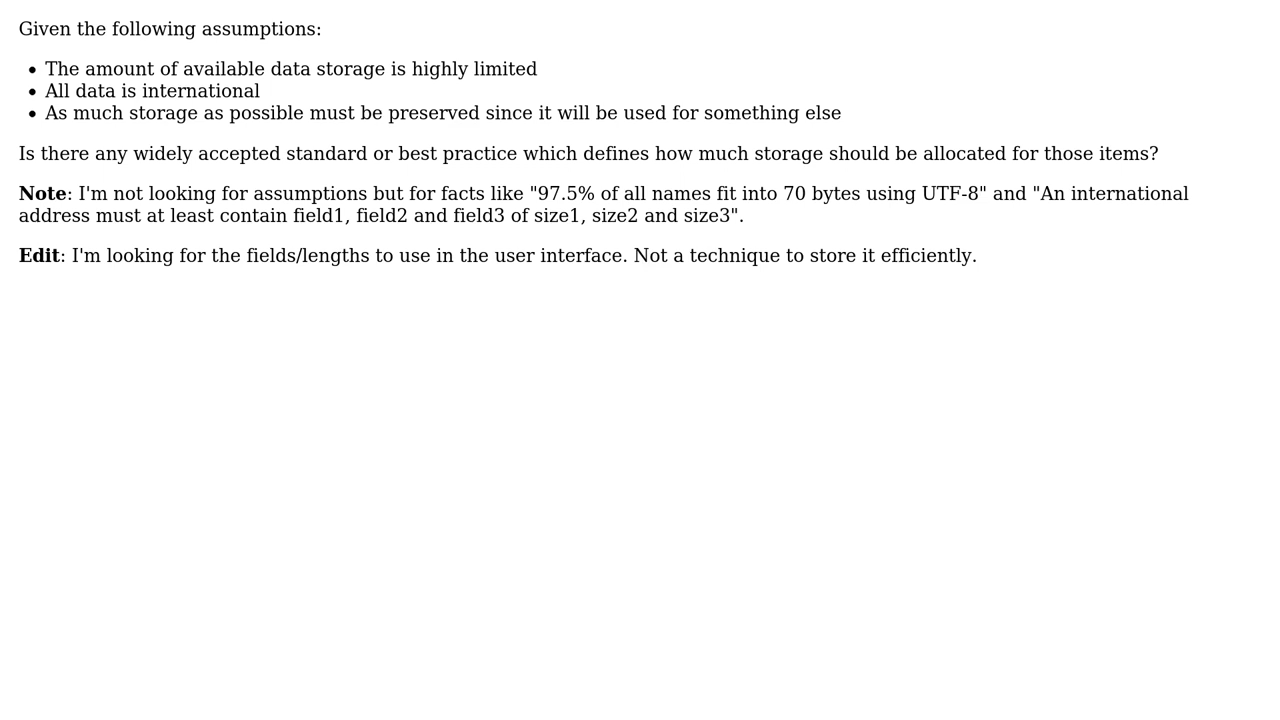 Given the following assumptions:
• The amount of available data storage is highly limited
• All data is international
• As much storage as possible must be preserved since it will be used for something else
Is there any widely accepted standard or best practice which defines how much storage should be allocated for those items?
Note: I'm not looking for assumptions but for facts like "97.5% of all names fit into 70 bytes using UTF-8" and "An international
address must at least contain field1, field2 and field3 of size1, size2 and size3".
Edit: I'm looking for the fields/lengths to use in the user interface. Not a technique to store it efficiently.